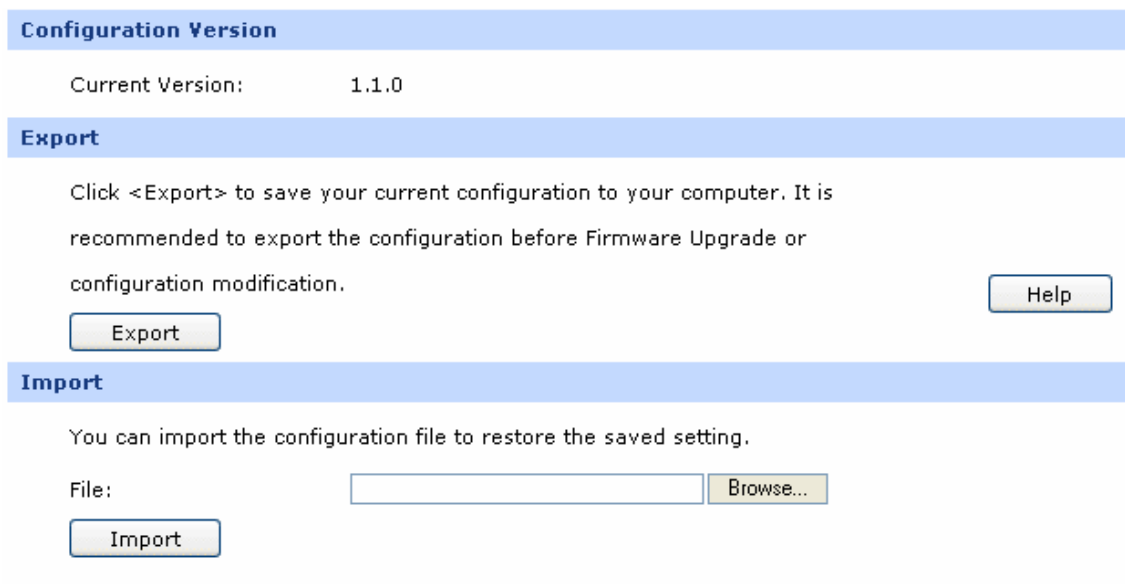 Configuration Version
Current Version: 1.1.0
Export
Click <Export> to save your current configuration to your computer. It is
recommended to export the configuration before Firmware Upgrade or
configuration modification.
Help
Export
Import
You can import the configuration file to restore the saved setting.
File: Browse...
Import